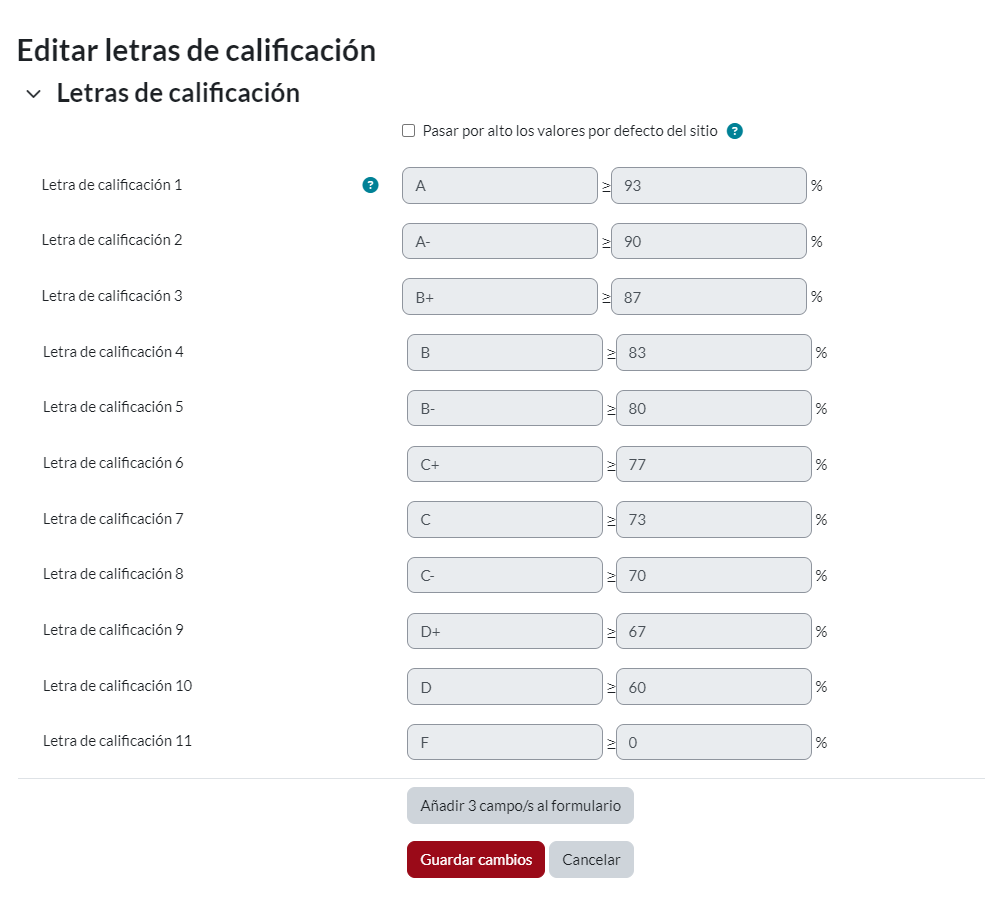 Editar letras de calificación
Letras de calificación
Pasar por alto los valores por defecto del sitio ?
Letra de calificación 1 ? A ≥ 93 %
Letra de calificación 2 A- ≥ 90 %
Letra de calificación 3 B+ ≥ 87 %
Letra de calificación 4 B ≥ 83 %
Letra de calificación 5 B- ≥ 80 %
Letra de calificación 6 C+ ≥ 77 %
Letra de calificación 7 C ≥ 73 %
Letra de calificación 8 C- ≥ 70 %
Letra de calificación 9 D+ ≥ 67 %
Letra de calificación 10 D ≥ 60 %
Letra de calificación 11 F ≥ 0 %
Añadir 3 campo/s al formulario
Guardar cambios Cancelar